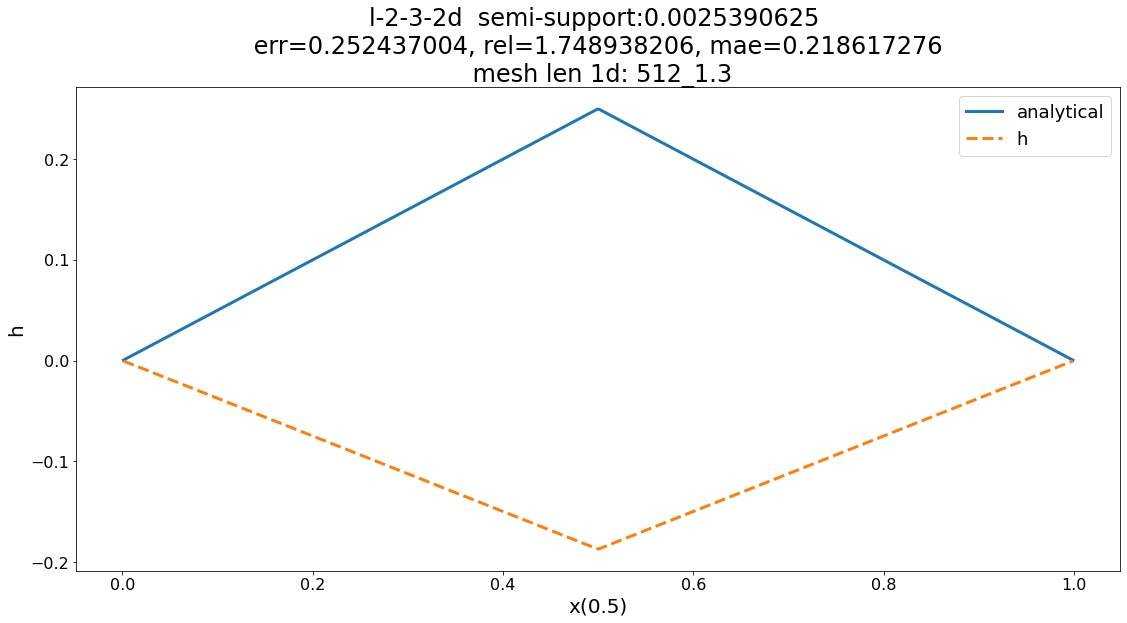 l-2-3-2d  semi-support:0.0025390625
err=0.252437004, rel=1.748938206, mae=0.218617276
mesh len 1d: 512_1.3
analytical
h
h
0.2
0.1
0.0
−0.1
−0.2
0.0 0.2 0.4 0.6 0.8 1.0
x(0.5)